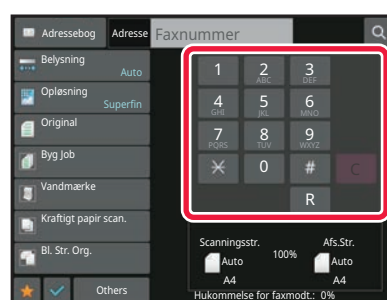 Adressebog Adresse Faxnummer
Belysning
Auto
Opløsning
Superfin
Original
Byg Job
Vandmærke
Kraftigt papir scan.
Bl. Str. Org.
Others
1 2 3
ABC DEF
4 5 6
GHI JKL MNO
7 8 9
PQRS TUV WXYZ
0 # C
R
Scanningsstr. Afs.Str.
Auto 100% Auto
A4 A4
Hukommelse for faxmodt.: 0%